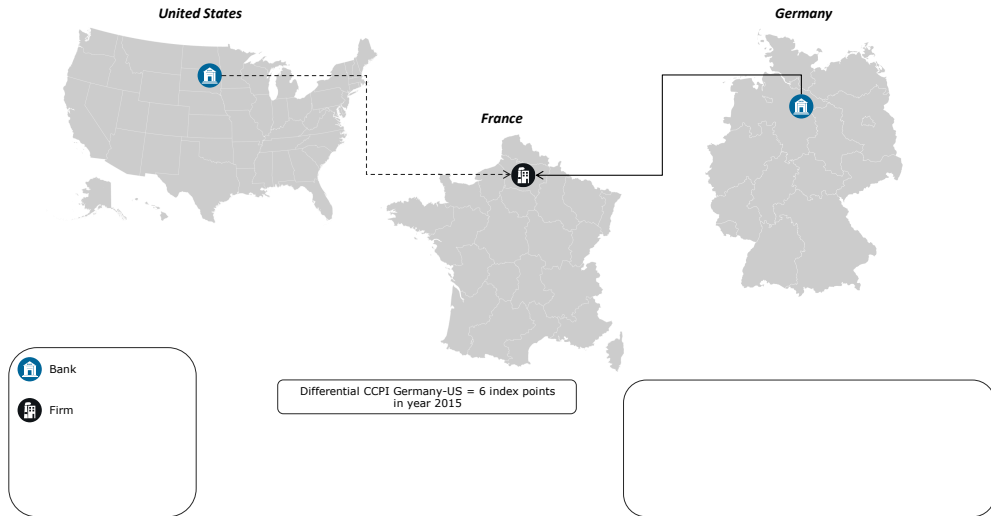 United States
Germany
France
Bank
Firm
Differential CCPI Germany-US = 6 index points
in year 2015